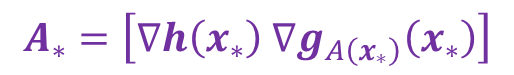 A∗ = [∇h(x∗) ∇g_{A(x∗)}(x∗)]